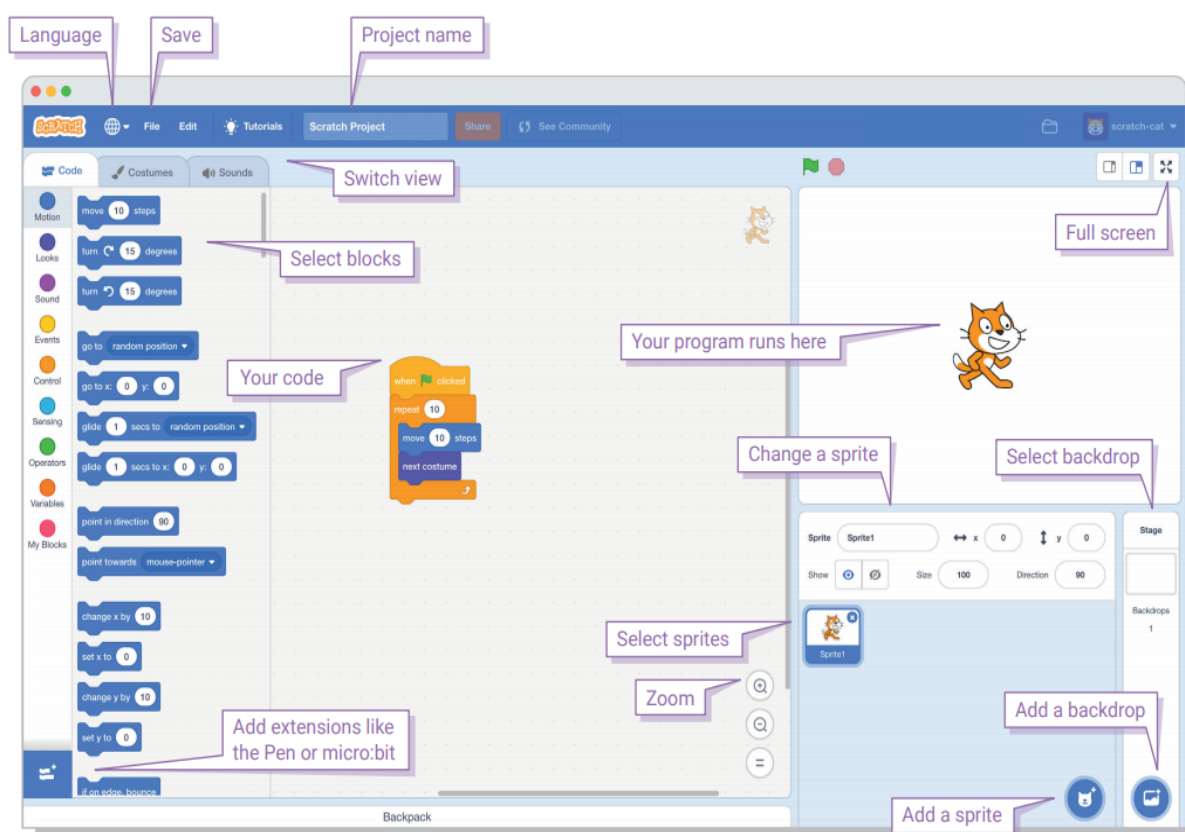 Language
Save
Project name
SCRATCH
File
Edit
Tutorials
Scratch Project
Share
See Community
scratch-cat
Code
Costumes
Sounds
Switch view
Full screen
Motion
Looks
Sound
Events
Control
Sensing
Operators
Variables
My Blocks
move 10 steps
turn 15 degrees
turn 15 degrees
go to random position
go to x: 0 y: 0
glide 1 secs to random position
glide 1 secs to x: 0 y: 0
point in direction 90
point towards mouse-pointer
change x by 10
set x to 0
change y by 10
set y to 0
if on edge, bounce
Select blocks
Your code
when clicked
repeat 10
move 10 steps
next costume
Your program runs here
Change a sprite
Select backdrop
Sprite Sprite1 x 0 y 0
Show Size 100 Direction 90
Stage
Backdrops
1
Sprite1
Select sprites
Zoom
Add extensions like
the Pen or micro:bit
Add a backdrop
Add a sprite
Backpack